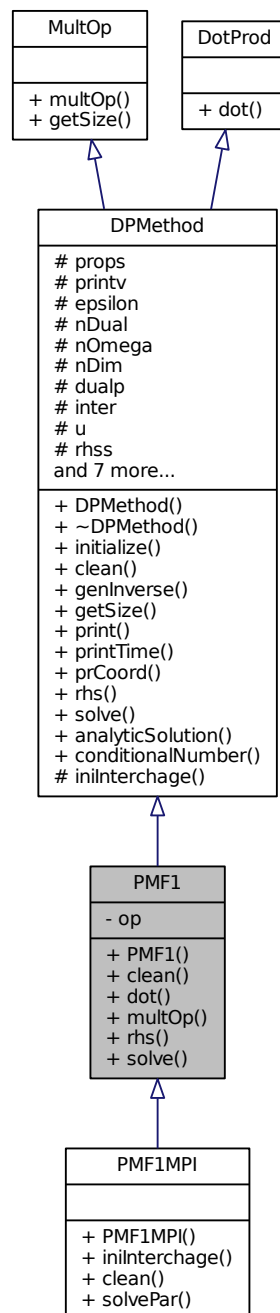 MultOp
+ multOp()
+ getSize()
DotProd
+ dot()
DPMethod
# props
# printv
# epsilon
# nDual
# nOmega
# nDim
# dualp
# inter
# u
# rhss
and 7 more...
+ DPMethod()
+ ~DPMethod()
+ initialize()
+ clean()
+ genInverse()
+ getSize()
+ print()
+ printTime()
+ prCoord()
+ rhs()
+ solve()
+ analyticSolution()
+ conditionalNumber()
# iniInterchage()
PMF1
- op
+ PMF1()
+ clean()
+ dot()
+ multOp()
+ rhs()
+ solve()
PMF1MPI
+ PMF1MPI()
+ iniInterchage()
+ clean()
+ solvePar()